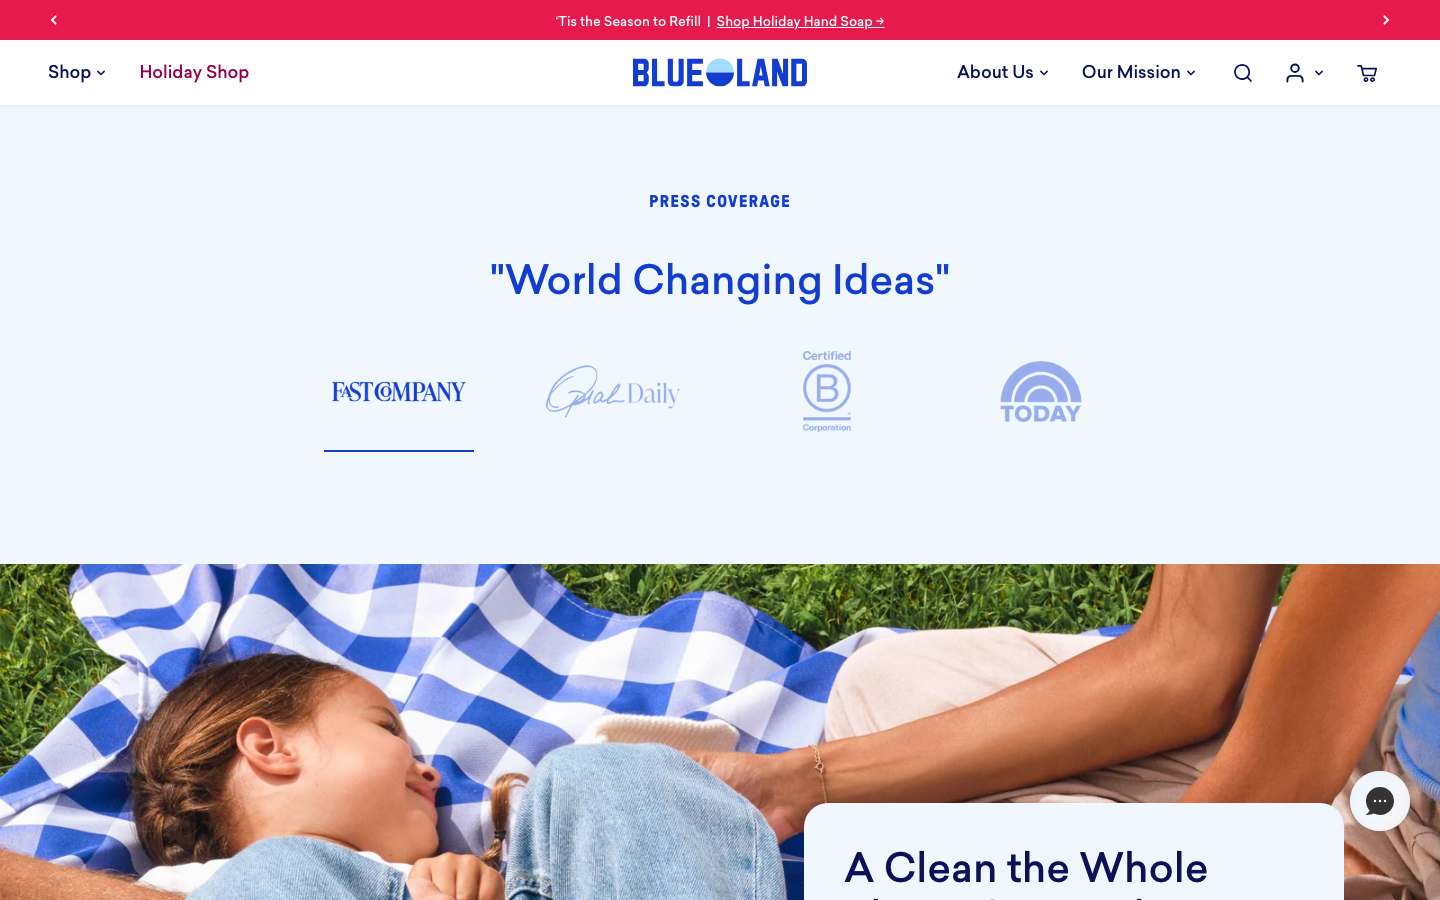 'Tis the Season to Refill | Shop Holiday Hand Soap →
Shop
Holiday Shop
BLUELAND
About Us
Our Mission
PRESS COVERAGE
"World Changing Ideas"
FAST COMPANY
Oprah Daily
Certified
B
Corporation
TODAY
A Clean the Whole